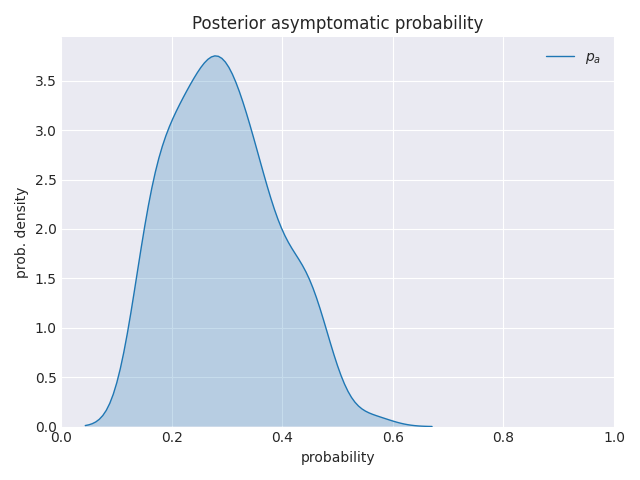 Posterior asymptomatic probability
pₐ
prob. density
3.5
3.0
2.5
2.0
1.5
1.0
0.5
0.0
0.0 0.2 0.4 0.6 0.8 1.0
probability